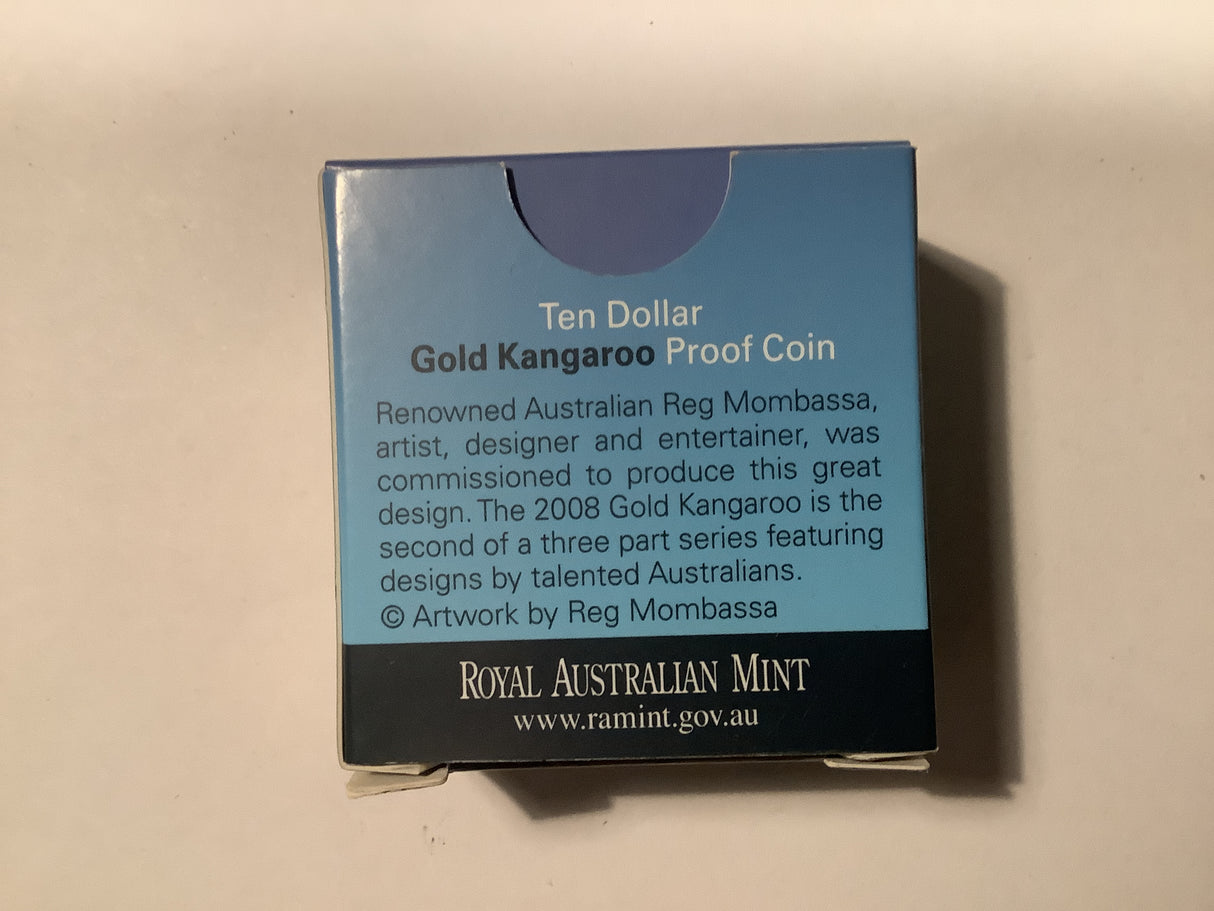 Ten Dollar
Gold Kangaroo Proof Coin
Renowned Australian Reg Mombassa,
artist, designer and entertainer, was
commissioned to produce this great
design. The 2008 Gold Kangaroo is the
second of a three part series featuring
designs by talented Australians.
© Artwork by Reg Mombassa
ROYAL AUSTRALIAN MINT
www.ramint.gov.au